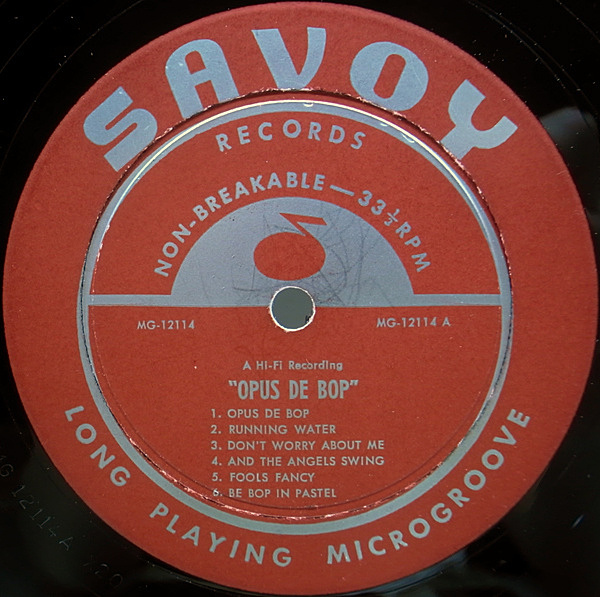 SAVOY
RECORDS
NON-BREAKABLE — 33⅓ RPM
MG-12114
MG-12114 A
A Hi-Fi Recording
"OPUS DE BOP"
1. OPUS DE BOP
2. RUNNING WATER
3. DON'T WORRY ABOUT ME
4. AND THE ANGELS SWING
5. FOOLS FANCY
6. BE BOP IN PASTEL
LONG PLAYING MICROGROOVE